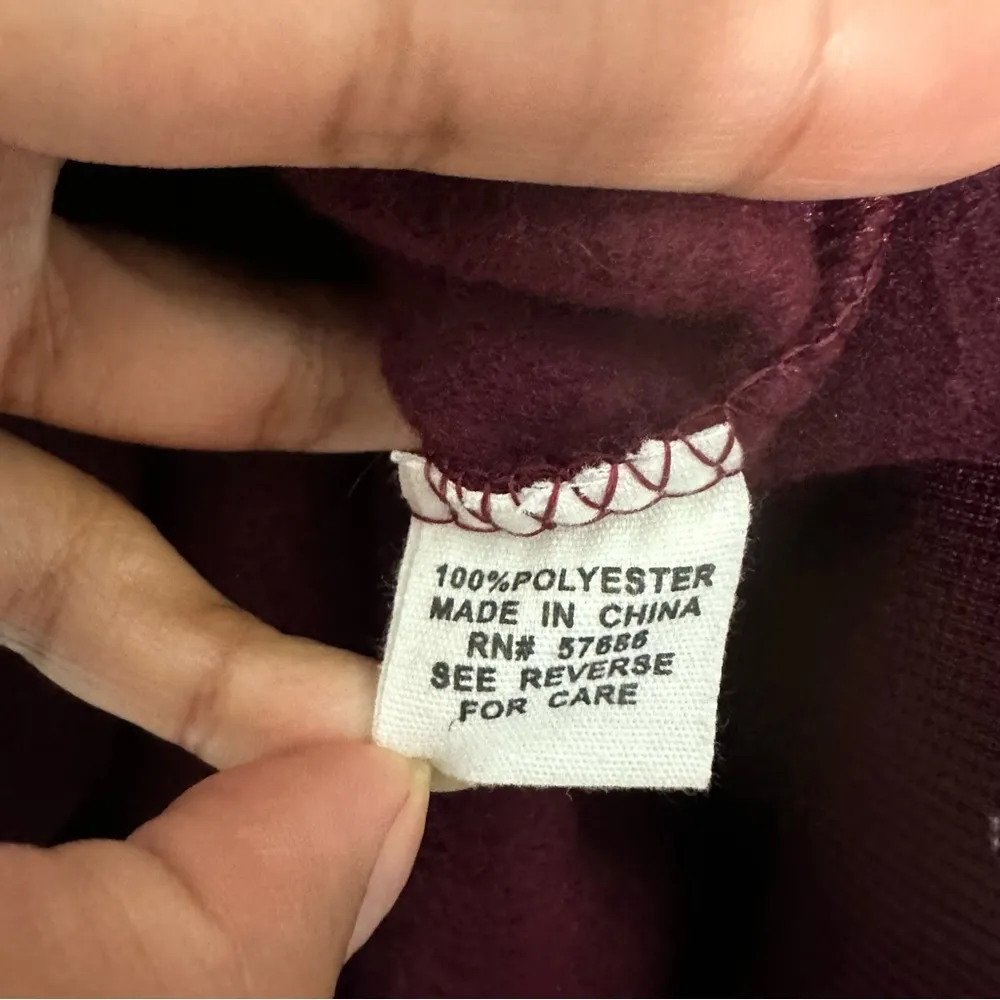 100%POLYESTER
MADE IN CHINA
RN# 57686
SEE REVERSE
FOR CARE